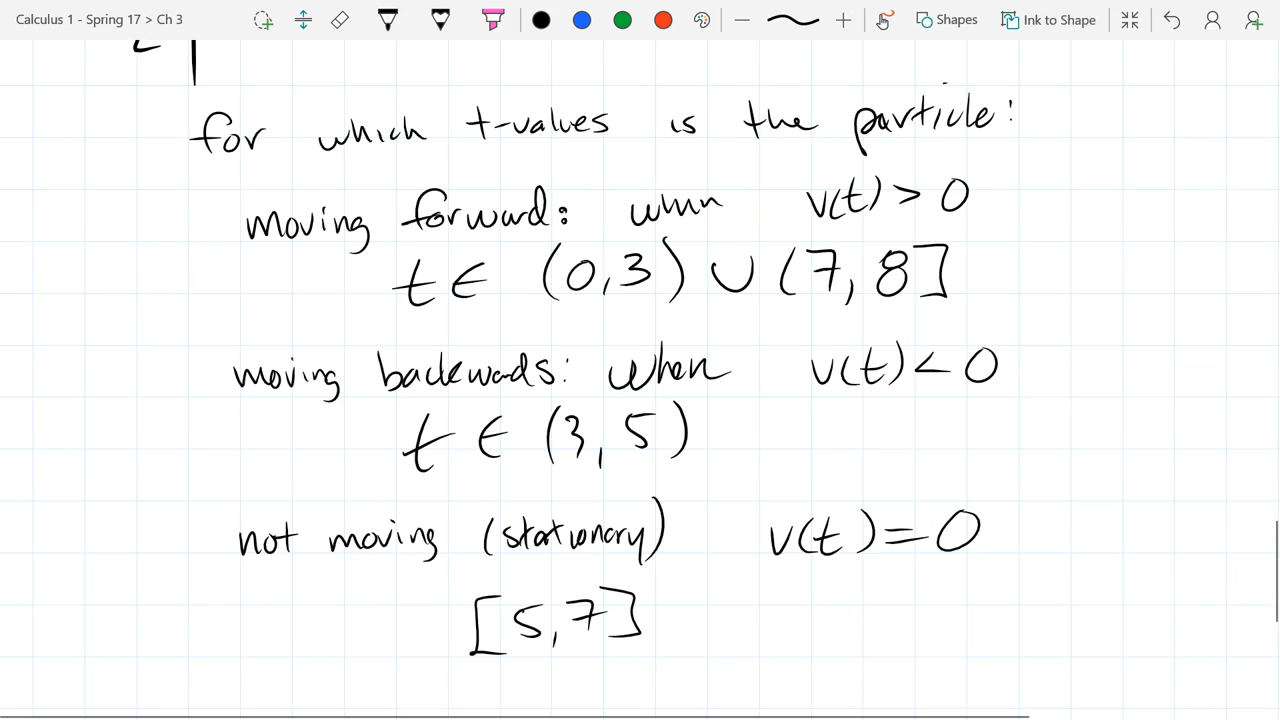 Calculus 1 - Spring 17 > Ch 3
Shapes
Ink to Shape
for which t-values is the particle:
moving forward: when v(t) > 0
t ∈ (0,3) ∪ (7,8]
moving backwards: when v(t) < 0
t ∈ (3,5)
not moving (stationary) v(t) = 0
[5,7]